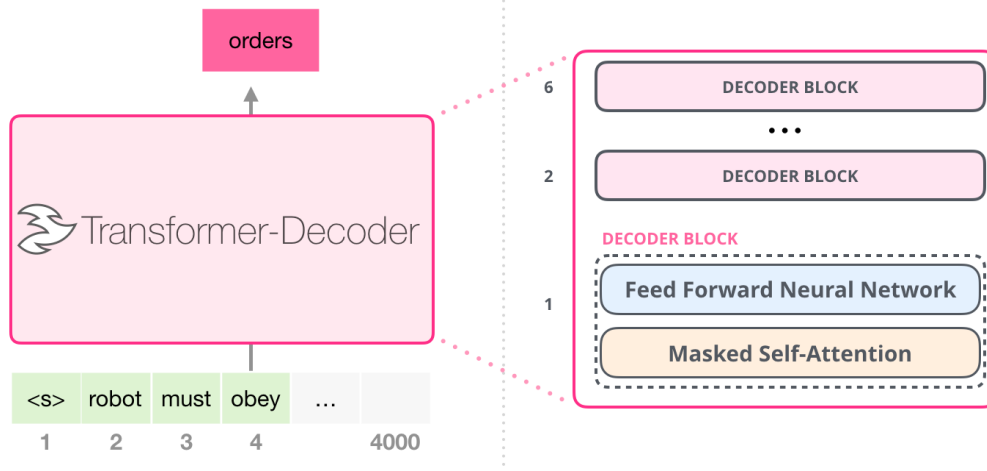 orders
Transformer-Decoder
<s> robot must obey ...
1 2 3 4 4000
6 DECODER BLOCK
...
2 DECODER BLOCK
DECODER BLOCK
Feed Forward Neural Network
1
Masked Self-Attention